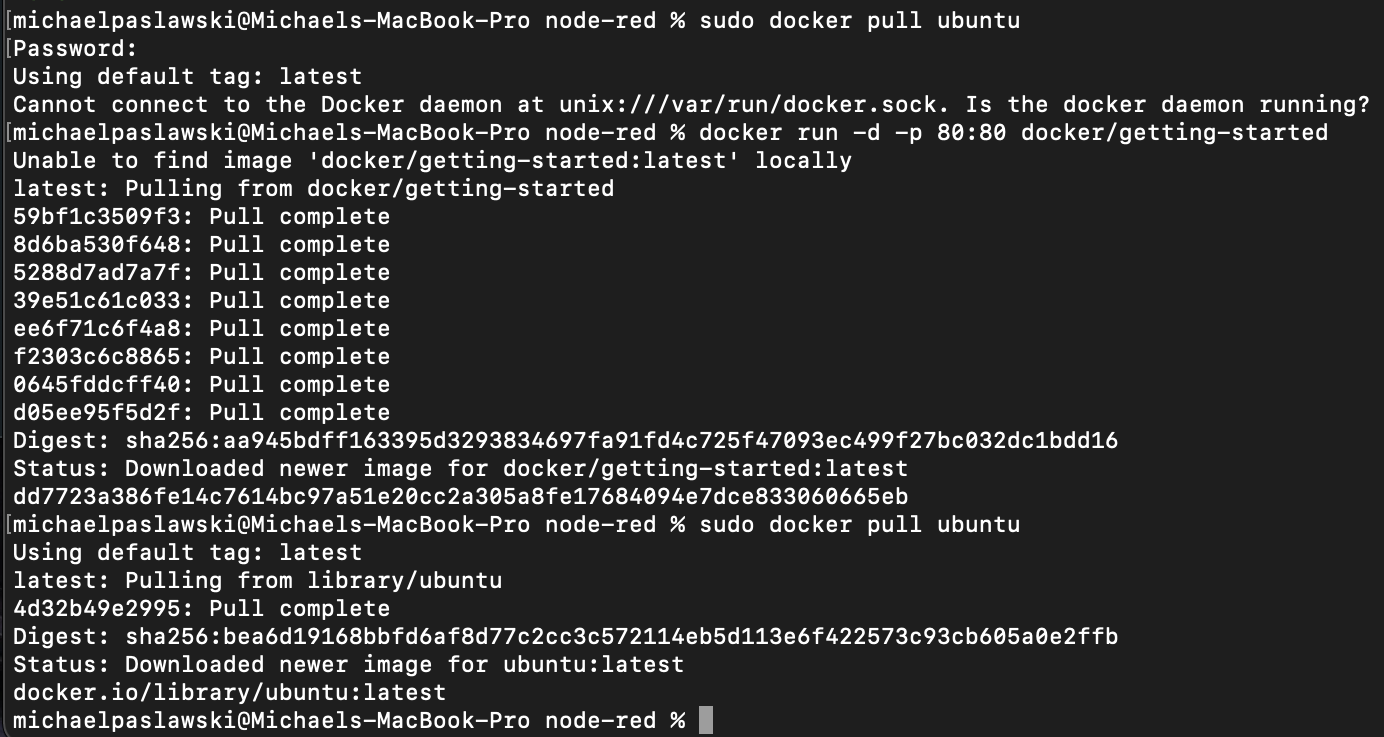 [michaelpaslawski@Michaels-MacBook-Pro node-red % sudo docker pull ubuntu
[Password:
Using default tag: latest
Cannot connect to the Docker daemon at unix:///var/run/docker.sock. Is the docker daemon running?
[michaelpaslawski@Michaels-MacBook-Pro node-red % docker run -d -p 80:80 docker/getting-started
Unable to find image 'docker/getting-started:latest' locally
latest: Pulling from docker/getting-started
59bf1c3509f3: Pull complete
8d6ba530f648: Pull complete
5288d7ad7a7f: Pull complete
39e51c61c033: Pull complete
ee6f71c6f4a8: Pull complete
f2303c6c8865: Pull complete
0645fddcff40: Pull complete
d05ee95f5d2f: Pull complete
Digest: sha256:aa945bdff163395d3293834697fa91fd4c725f47093ec499f27bc032dc1bdd16
Status: Downloaded newer image for docker/getting-started:latest
dd7723a386fe14c7614bc97a51e20cc2a305a8fe17684094e7dce833060665eb
[michaelpaslawski@Michaels-MacBook-Pro node-red % sudo docker pull ubuntu
Using default tag: latest
latest: Pulling from library/ubuntu
4d32b49e2995: Pull complete
Digest: sha256:bea6d19168bbfd6af8d77c2cc3c572114eb5d113e6f422573c93cb605a0e2ffb
Status: Downloaded newer image for ubuntu:latest
docker.io/library/ubuntu:latest
michaelpaslawski@Michaels-MacBook-Pro node-red %